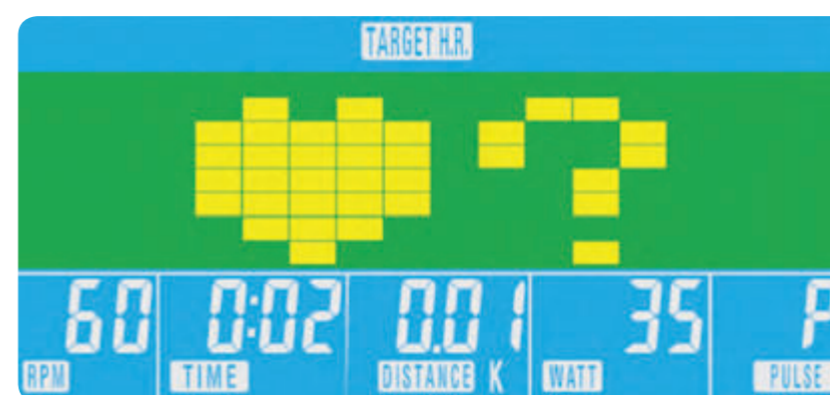 TARGET H.R.
?
60 0:02 0.01 35 P
RPM TIME DISTANCE K WATT PULSE